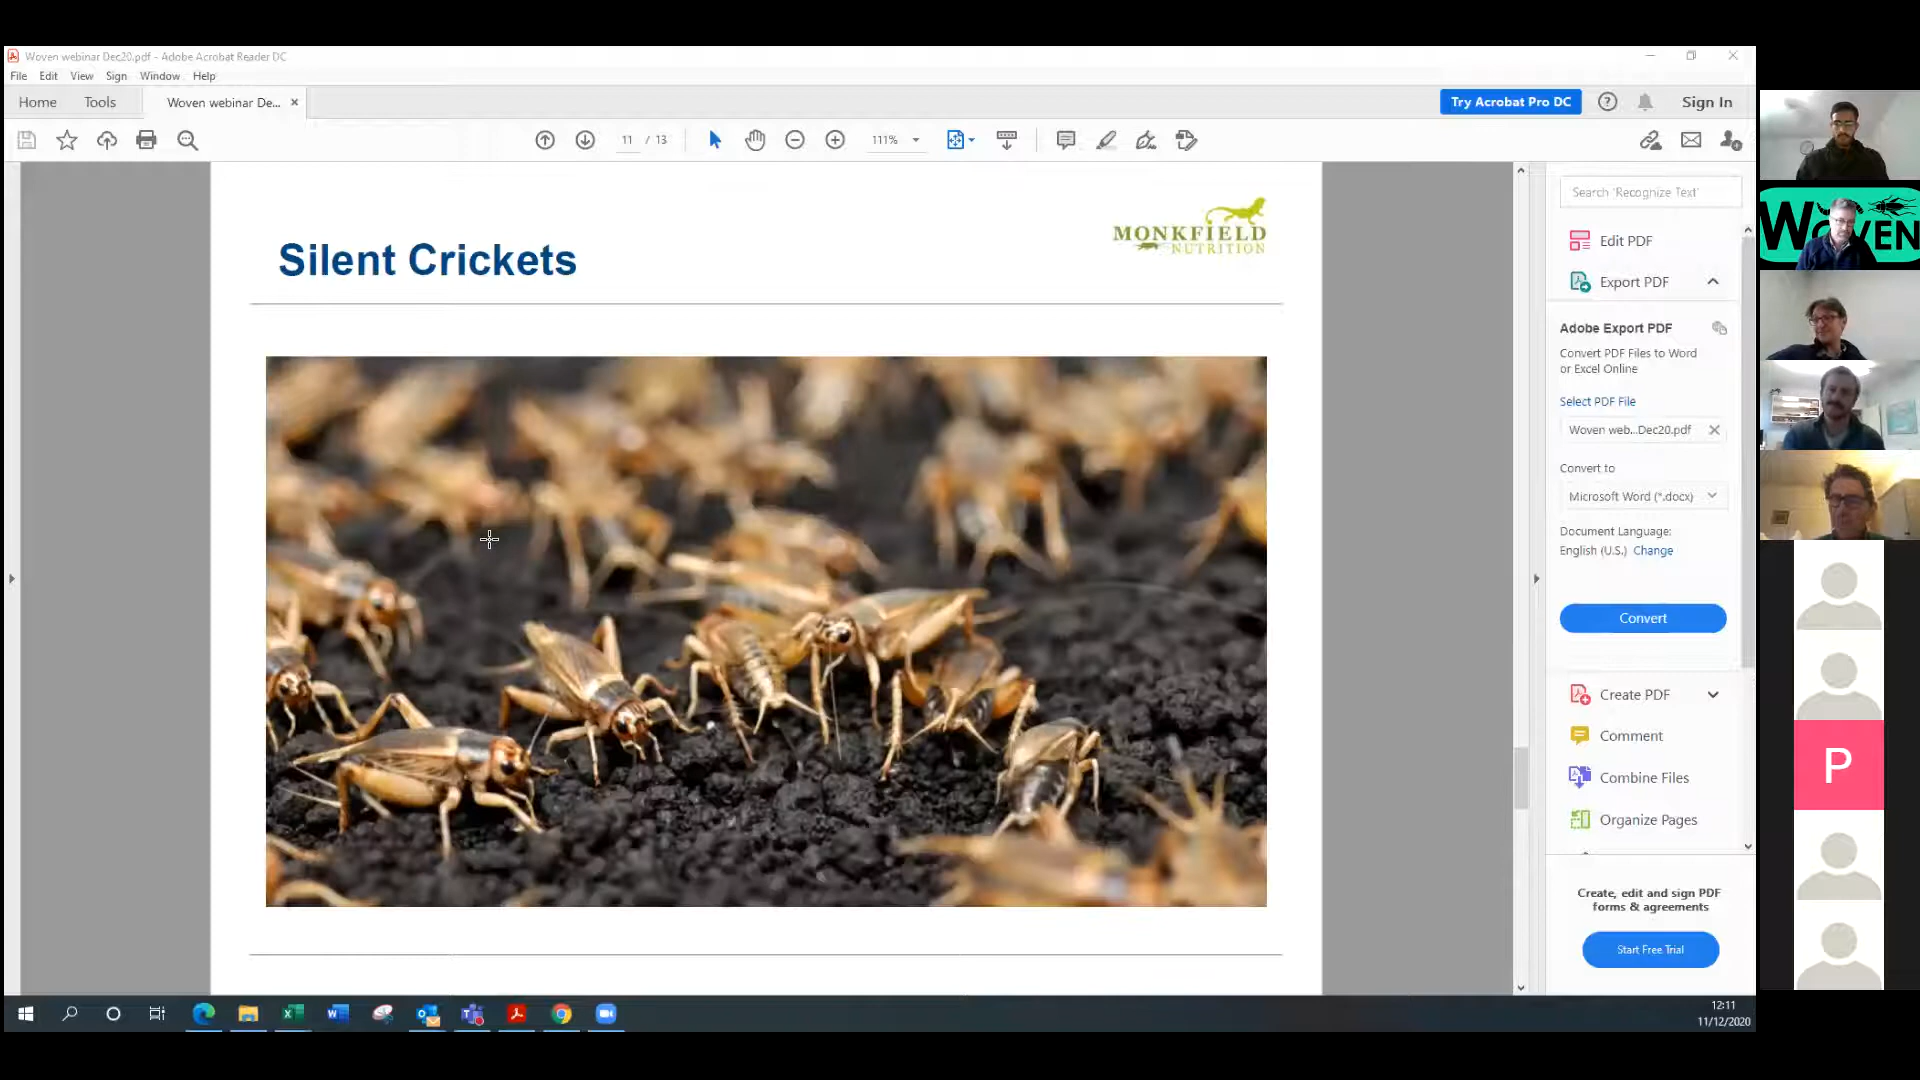 Woven webinar Dec20.pdf - Adobe Acrobat Reader DC
File Edit View Sign Window Help
Home Tools Woven webinar De... ×
Try Acrobat Pro DC
Sign In
11 / 13
111%
Silent Crickets
MONKFIELD
NUTRITION
Search 'Recognize Text'
Edit PDF
Export PDF
Adobe Export PDF
Convert PDF Files to Word
or Excel Online
Select PDF File
Woven web...Dec20.pdf
Convert to
Microsoft Word (*.docx)
Document Language:
English (U.S.) Change
Convert
Create PDF
Comment
Combine Files
Organize Pages
Create, edit and sign PDF
forms & agreements
Start Free Trial
WOVEN
P
12:11
11/12/2020